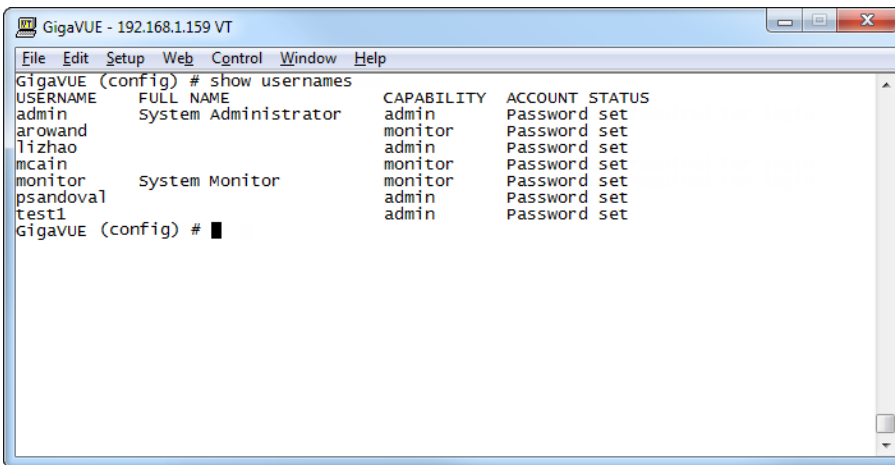 GigaVUE - 192.168.1.159 VT
File Edit Setup Web Control Window Help
GigaVUE (config) # show usernames
USERNAME FULL NAME CAPABILITY ACCOUNT STATUS
admin System Administrator admin Password set
arowand monitor Password set
lizhao admin Password set
mcain monitor Password set
monitor System Monitor monitor Password set
psandoval admin Password set
test1 admin Password set
GigaVUE (config) #